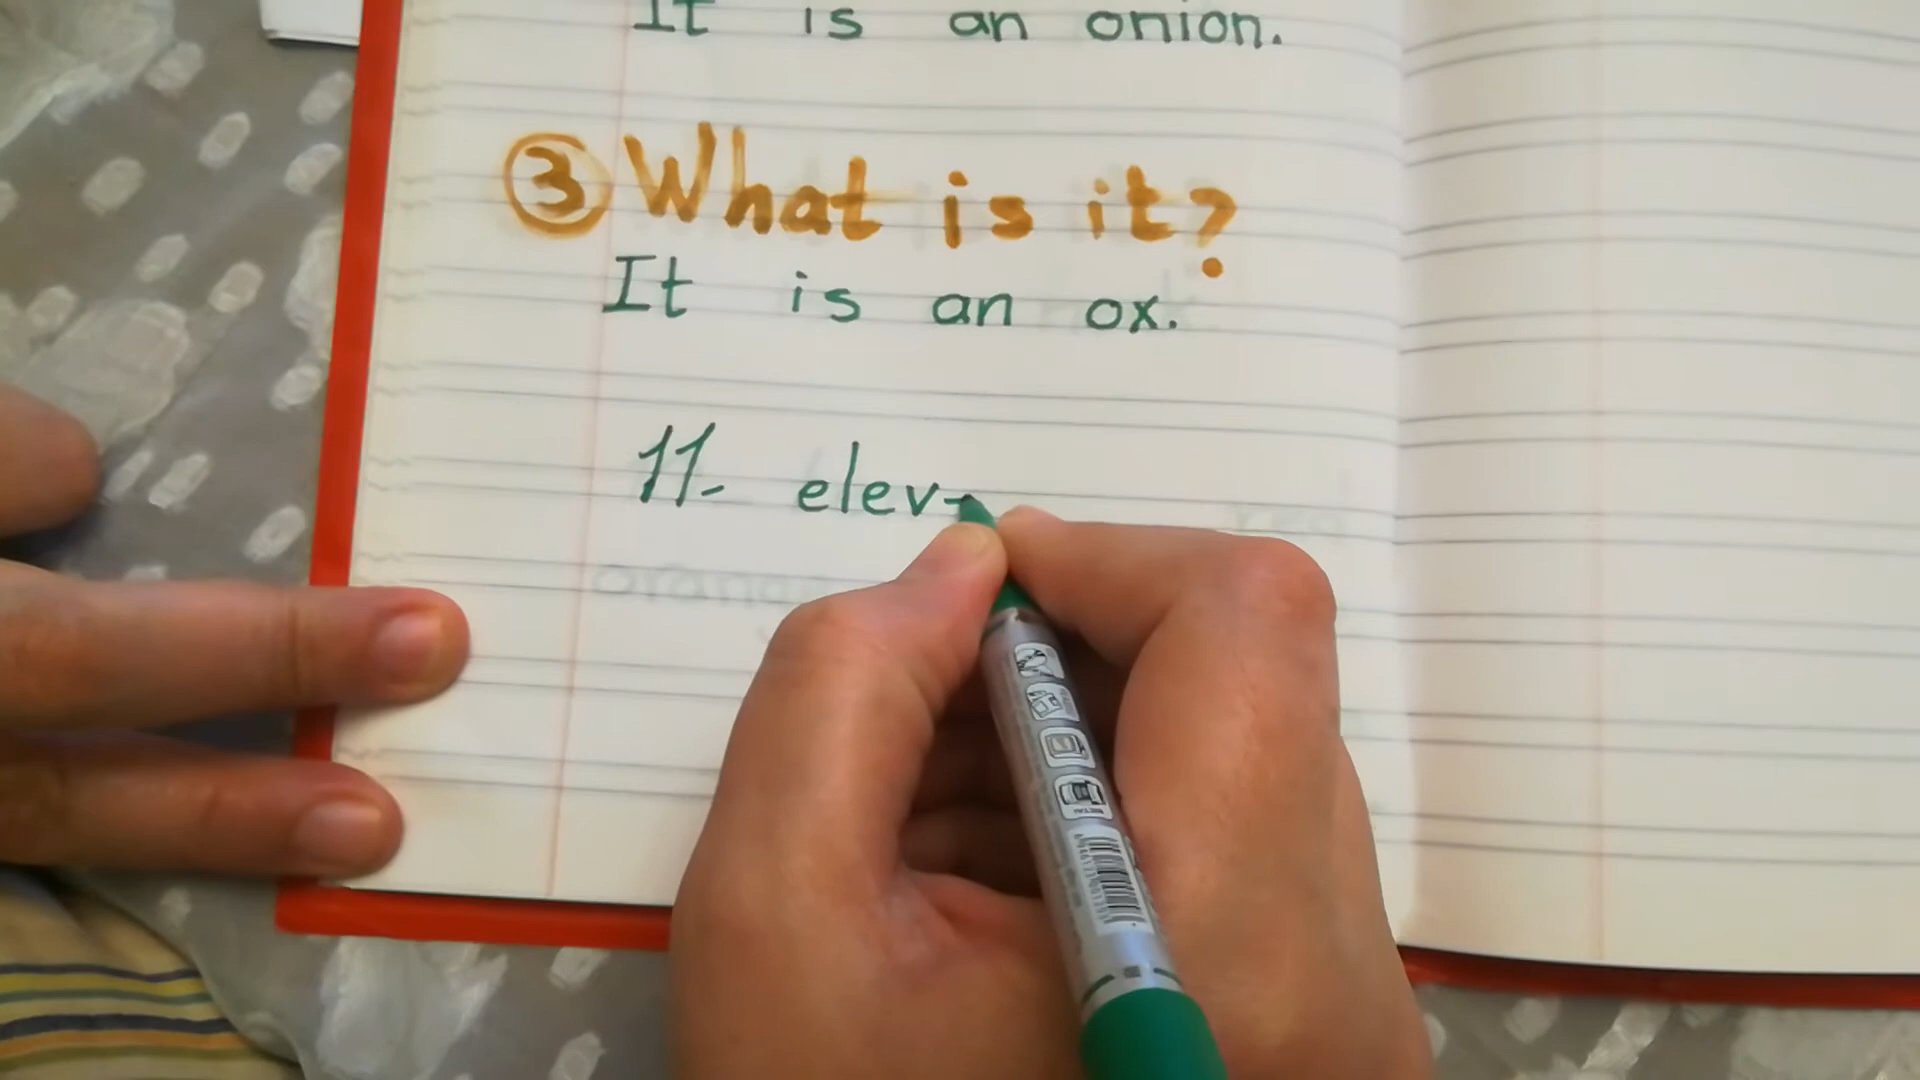 It is an onion.
③ What is it?
It is an ox.
11- elev